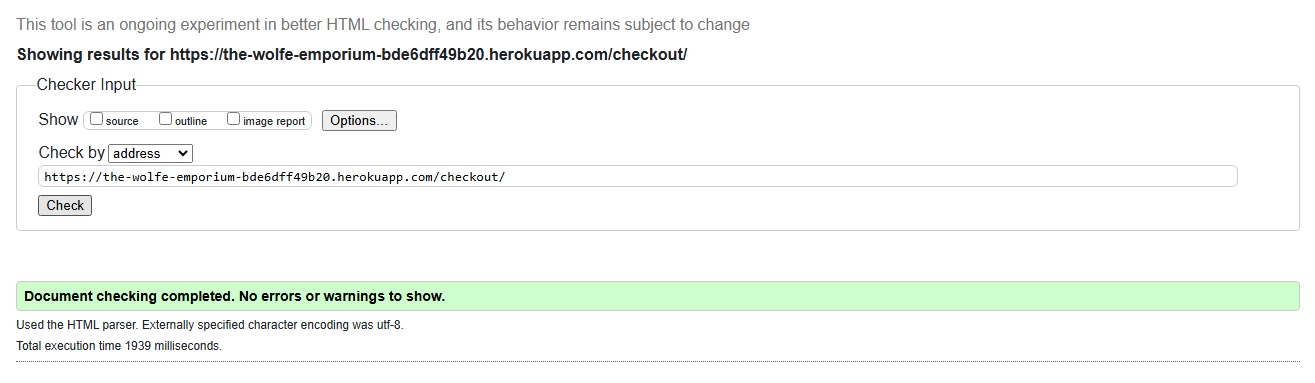 This tool is an ongoing experiment in better HTML checking, and its behavior remains subject to change
Showing results for https://the-wolfe-emporium-bde6dff49b20.herokuapp.com/checkout/
Checker Input
Show source outline image report Options...
Check by address
https://the-wolfe-emporium-bde6dff49b20.herokuapp.com/checkout/
Check
Document checking completed. No errors or warnings to show.
Used the HTML parser. Externally specified character encoding was utf-8.
Total execution time 1939 milliseconds.